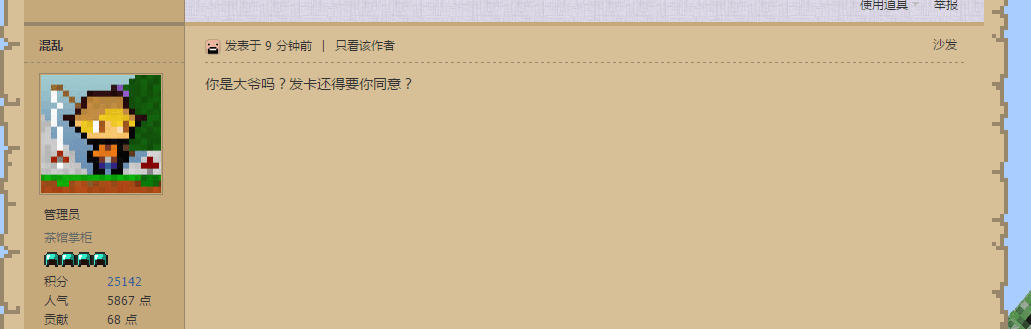 使用道具 举报
混乱
发表于 9 分钟前 | 只看该作者 沙发
你是大爷吗？发卡还得要你同意？
管理员
茶馆掌柜
积分 25142
人气 5867 点
贡献 68 点